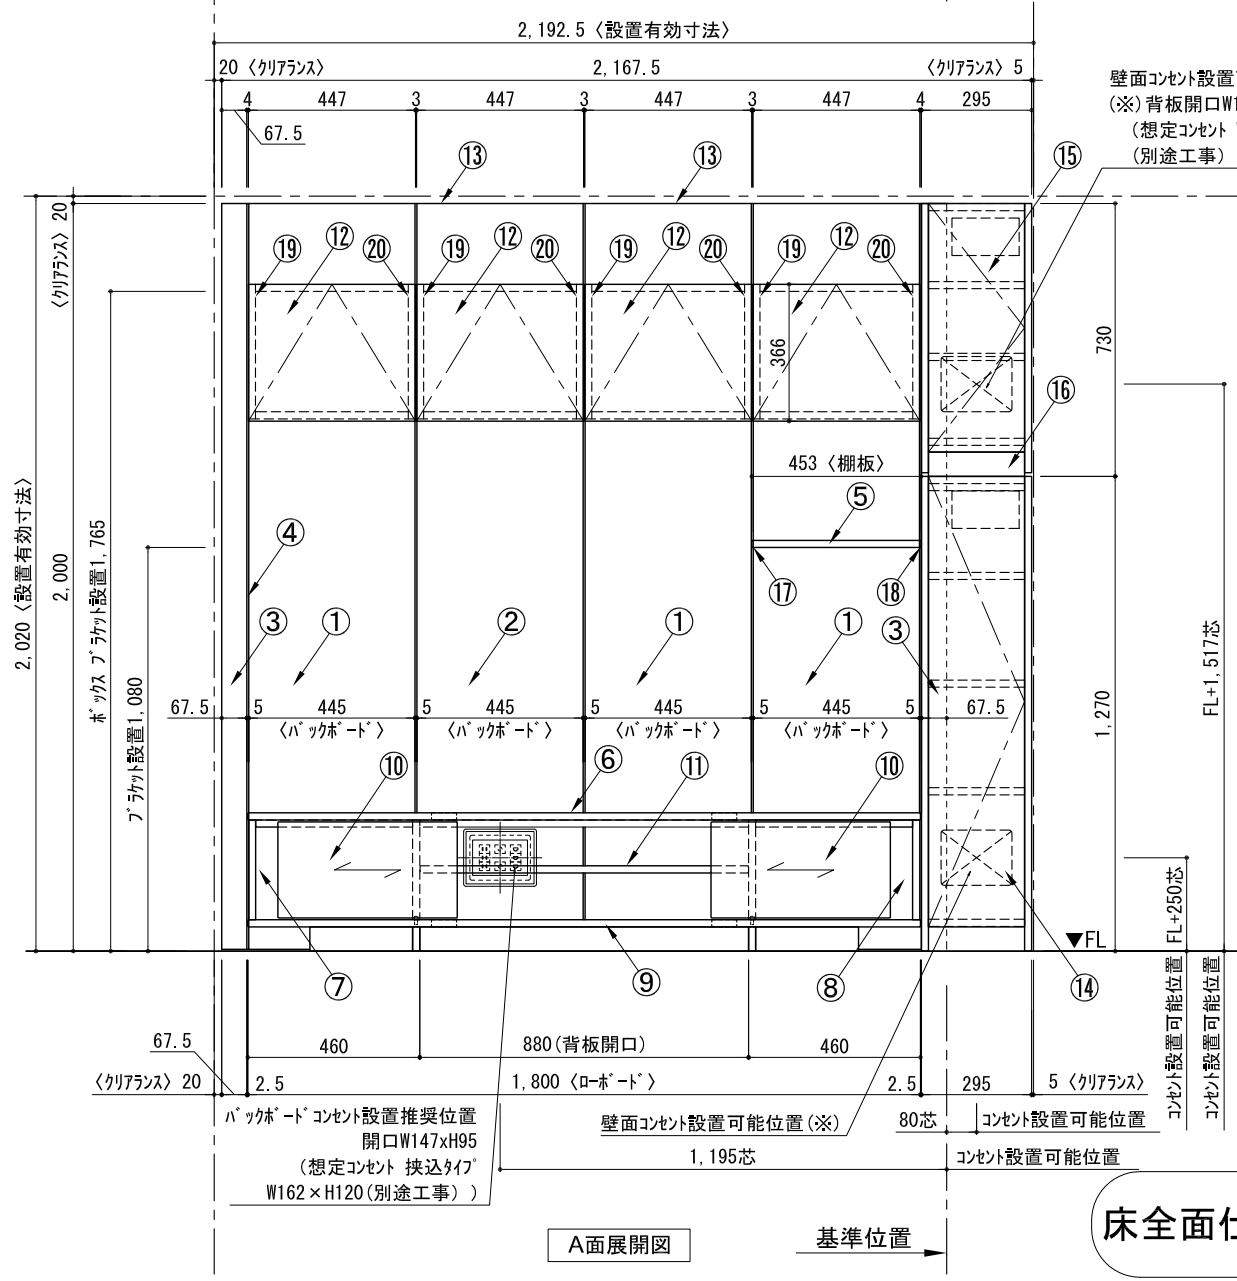 2,192.5〈設置有効寸法〉
20〈ｸﾘｱﾗﾝｽ〉
2,167.5
〈ｸﾘｱﾗﾝｽ〉5
4
447
3
447
3
447
3
447
4
295
67.5
壁面ｺﾝｾﾝﾄ設置
(※)背板開口W1
(想定ｺﾝｾﾝﾄ
(別途工事)
⑬
⑬
⑮
〈ｸﾘｱﾗﾝｽ〉20
⑲
⑫
⑳
⑲
⑫
⑳
⑲
⑫
⑳
⑲
⑫
⑳
366
730
⑯
453〈棚板〉
⑤
④
⑰
⑱
2,020〈設置有効寸法〉
2,000
ﾎﾞｯｸｽ ﾌﾞﾗｹｯﾄ設置1,765
ﾌﾞﾗｹｯﾄ設置1,080
③
①
②
①
①
③
FL+1,517芯
1,270
67.5
5
445
5
445
5
445
5
445
5
67.5
〈ﾊﾞｯｸﾎﾞｰﾄﾞ〉
〈ﾊﾞｯｸﾎﾞｰﾄﾞ〉
〈ﾊﾞｯｸﾎﾞｰﾄﾞ〉
〈ﾊﾞｯｸﾎﾞｰﾄﾞ〉
⑩
⑥
⑪
⑩
▼FL
FL+250芯
⑦
⑨
⑧
⑭
ｺﾝｾﾝﾄ設置可能位置
ｺﾝｾﾝﾄ設置可能位置
67.5
460
880(背板開口)
460
〈ｸﾘｱﾗﾝｽ〉20
2.5
1,800〈ﾛｰﾎﾞｰﾄﾞ〉
2.5
295
5〈ｸﾘｱﾗﾝｽ〉
ﾊﾞｯｸﾎﾞｰﾄﾞｺﾝｾﾝﾄ設置推奨位置
開口W147xH95
(想定ｺﾝｾﾝﾄ 挟込ﾀｲﾌﾟ
W162×H120(別途工事))
壁面ｺﾝｾﾝﾄ設置可能位置(※)
80芯
ｺﾝｾﾝﾄ設置可能位置
1,195芯
ｺﾝｾﾝﾄ設置可能位置
A面展開図
基準位置
床全面仕